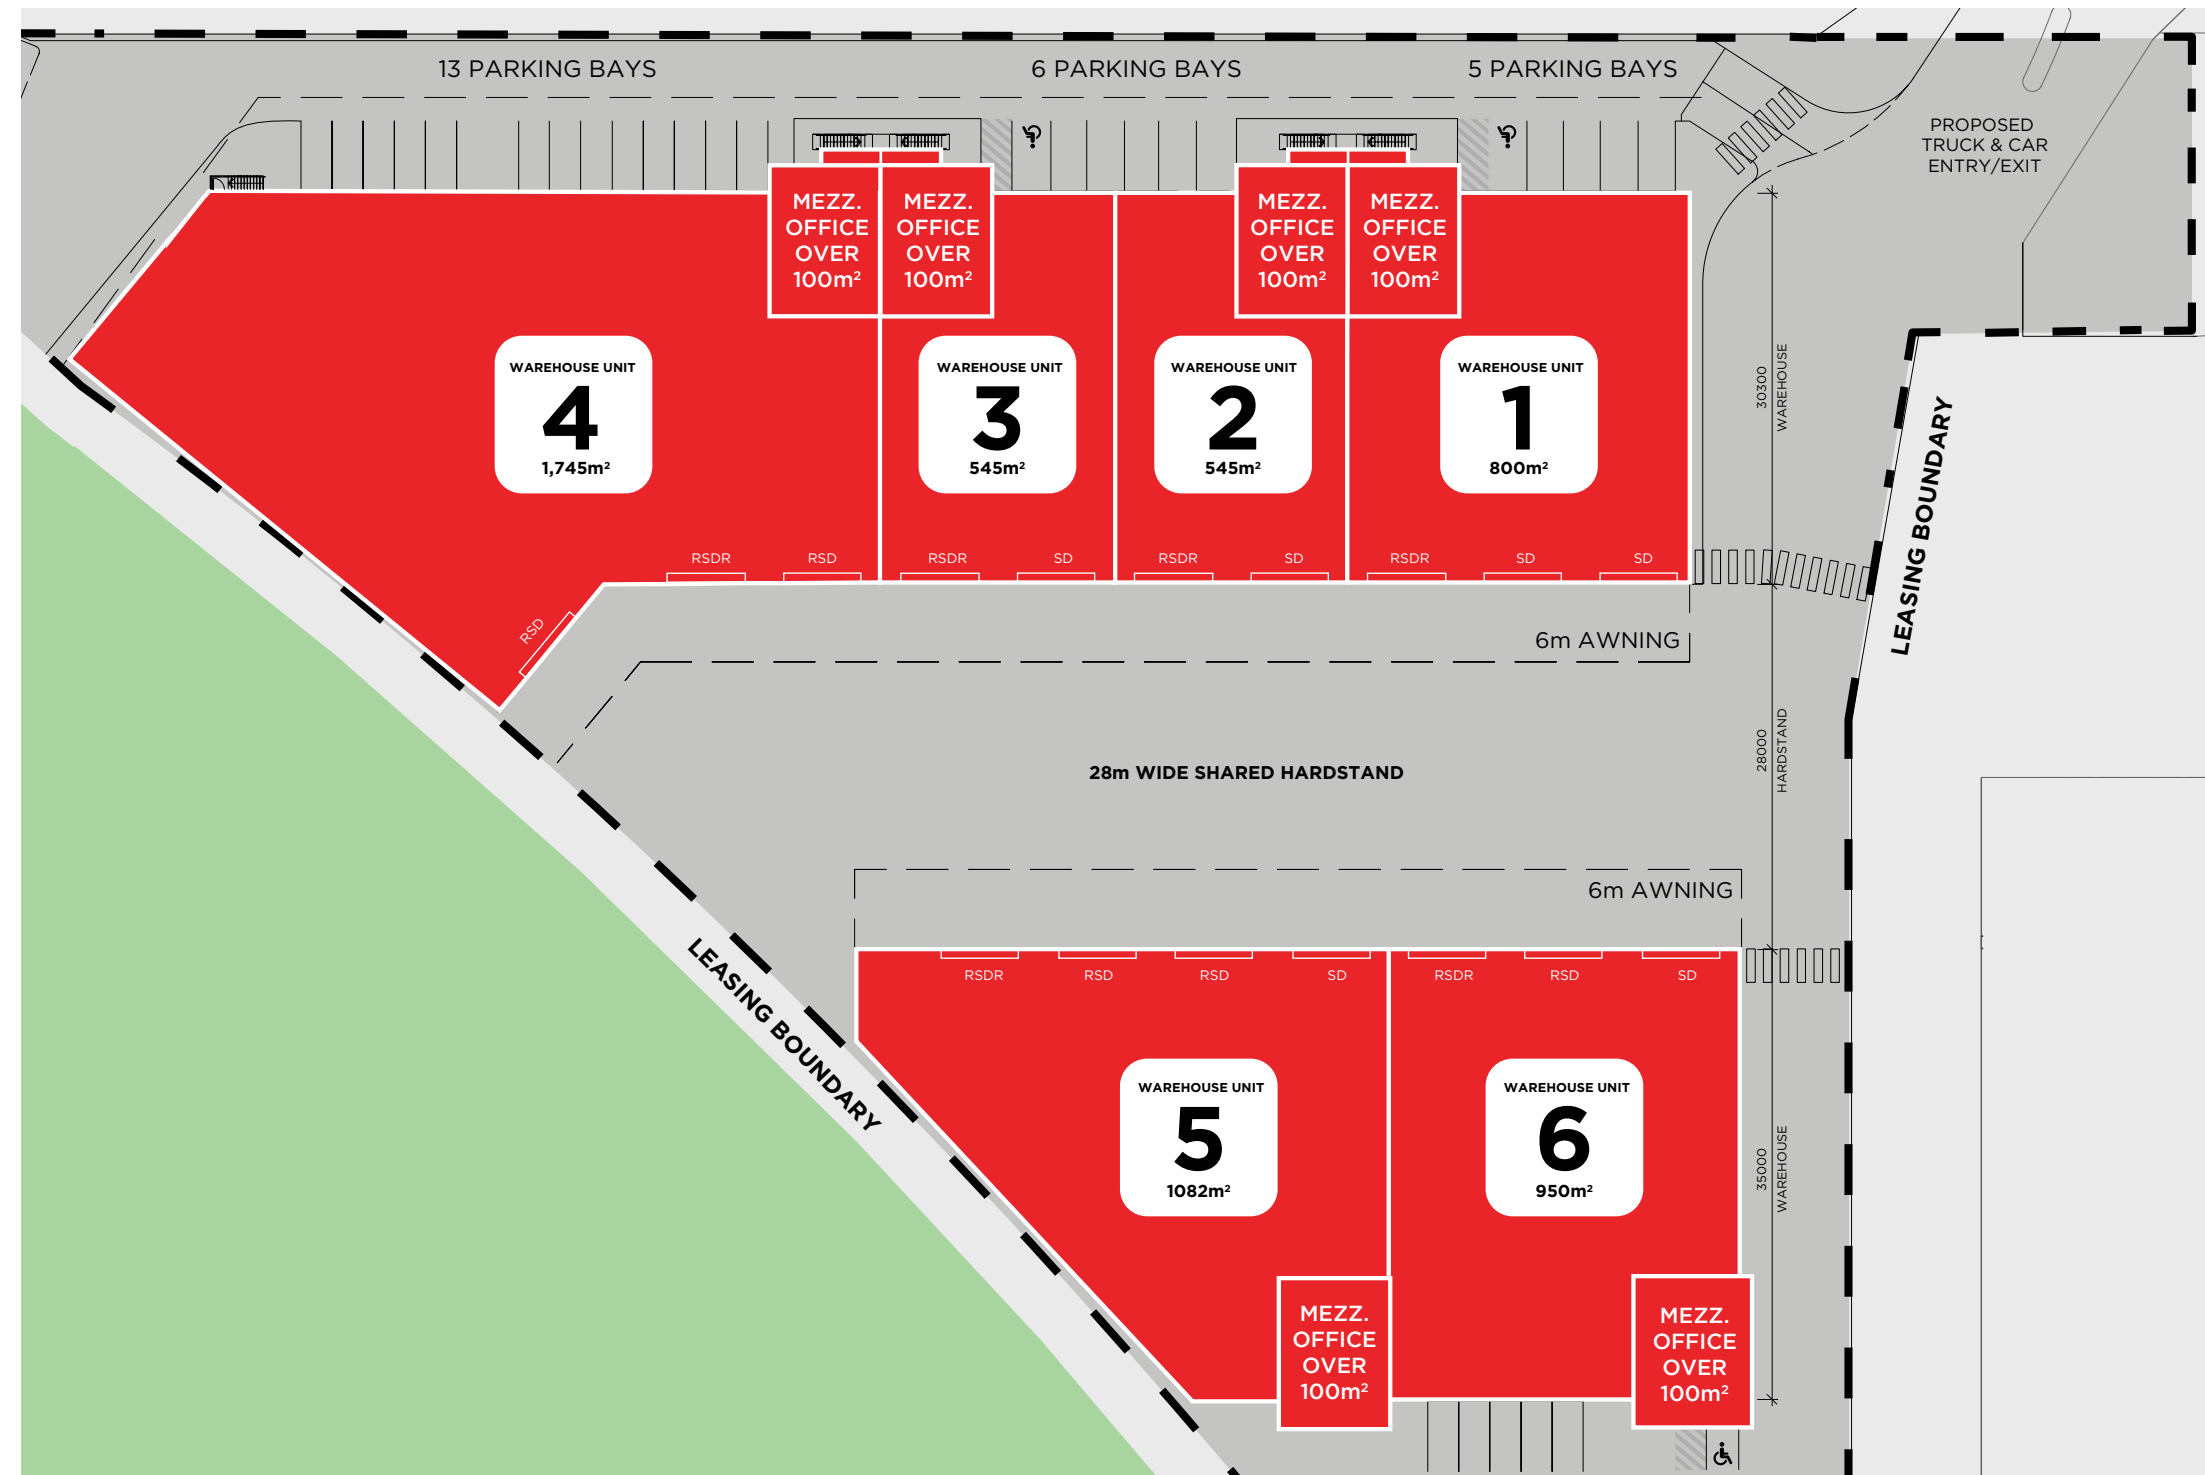 13 PARKING BAYS
6 PARKING BAYS
5 PARKING BAYS
PROPOSED
TRUCK & CAR
ENTRY/EXIT
MEZZ.
OFFICE
OVER
100m²
MEZZ.
OFFICE
OVER
100m²
MEZZ.
OFFICE
OVER
100m²
MEZZ.
OFFICE
OVER
100m²
WAREHOUSE UNIT
4
1,745m²
WAREHOUSE UNIT
3
545m²
WAREHOUSE UNIT
2
545m²
WAREHOUSE UNIT
1
800m²
30300
WAREHOUSE
LEASING BOUNDARY
RSDR
RSD
RSDR
SD
RSDR
SD
RSDR
SD
SD
RSD
6m AWNING
28m WIDE SHARED HARDSTAND
28000
HARDSTAND
6m AWNING
LEASING BOUNDARY
RSDR
RSD
RSD
SD
RSDR
RSD
SD
WAREHOUSE UNIT
5
1082m²
WAREHOUSE UNIT
6
950m²
35000
WAREHOUSE
MEZZ.
OFFICE
OVER
100m²
MEZZ.
OFFICE
OVER
100m²